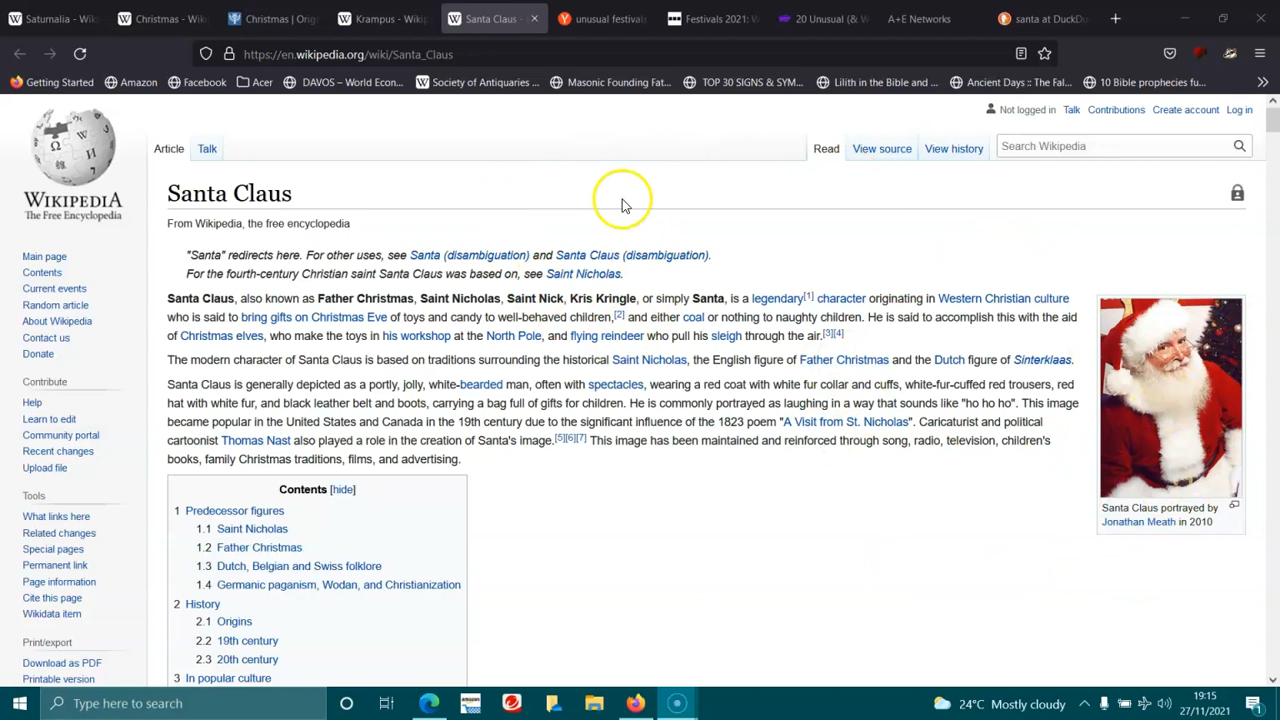 Saturnalia - W
Christmas - Wiki
Christmas | Orig
Krampus - Wikip
Santa Claus -
unusual festivals
Festivals 2021: W
20 Unusual (& W
A+E Networks
santa at DuckDu
https://en.wikipedia.org/wiki/Santa_Claus
Getting Started
Amazon
Facebook
Acer
DAVOS – World Econ...
Society of Antiquarie...
Masonic Founding Fat...
TOP 30 SIGNS & SYM...
Lilith in the Bible and ...
Ancient Days :: The Fal...
10 Bible prophecies fu...
Not logged in Talk Contributions Create account Log in
Article Talk
Read View source View history
Search Wikipedia
WIKIPEDIA
The Free Encyclopedia
Main page
Contents
Current events
Random article
About Wikipedia
Contact us
Donate
Contribute
Help
Learn to edit
Community portal
Recent changes
Upload file
Tools
What links here
Related changes
Special pages
Permanent link
Page information
Cite this page
Wikidata item
Print/export
Download as PDF
Printable version
Santa Claus
From Wikipedia, the free encyclopedia
"Santa" redirects here. For other uses, see Santa (disambiguation) and Santa Claus (disambiguation).
For the fourth-century Christian saint Santa Claus was based on, see Saint Nicholas.
Santa Claus, also known as Father Christmas, Saint Nicholas, Saint Nick, Kris Kringle, or simply Santa, is a legendary[1] character originating in Western Christian culture
who is said to bring gifts on Christmas Eve of toys and candy to well-behaved children,[2] and either coal or nothing to naughty children. He is said to accomplish this with the aid
of Christmas elves, who make the toys in his workshop at the North Pole, and flying reindeer who pull his sleigh through the air.[3][4]
The modern character of Santa Claus is based on traditions surrounding the historical Saint Nicholas, the English figure of Father Christmas and the Dutch figure of Sinterklaas.
Santa Claus is generally depicted as a portly, jolly, white-bearded man, often with spectacles, wearing a red coat with white fur collar and cuffs, white-fur-cuffed red trousers, red
hat with white fur, and black leather belt and boots, carrying a bag full of gifts for children. He is commonly portrayed as laughing in a way that sounds like "ho ho ho". This image
became popular in the United States and Canada in the 19th century due to the significant influence of the 1823 poem "A Visit from St. Nicholas". Caricaturist and political
cartoonist Thomas Nast also played a role in the creation of Santa's image.[5][6][7] This image has been maintained and reinforced through song, radio, television, children's
books, family Christmas traditions, films, and advertising.
Santa Claus portrayed by
Jonathan Meath in 2010
Contents [hide]
1 Predecessor figures
1.1 Saint Nicholas
1.2 Father Christmas
1.3 Dutch, Belgian and Swiss folklore
1.4 Germanic paganism, Wodan, and Christianization
2 History
2.1 Origins
2.2 19th century
2.3 20th century
3 In popular culture
Type here to search
24°C Mostly cloudy
19:15
27/11/2021